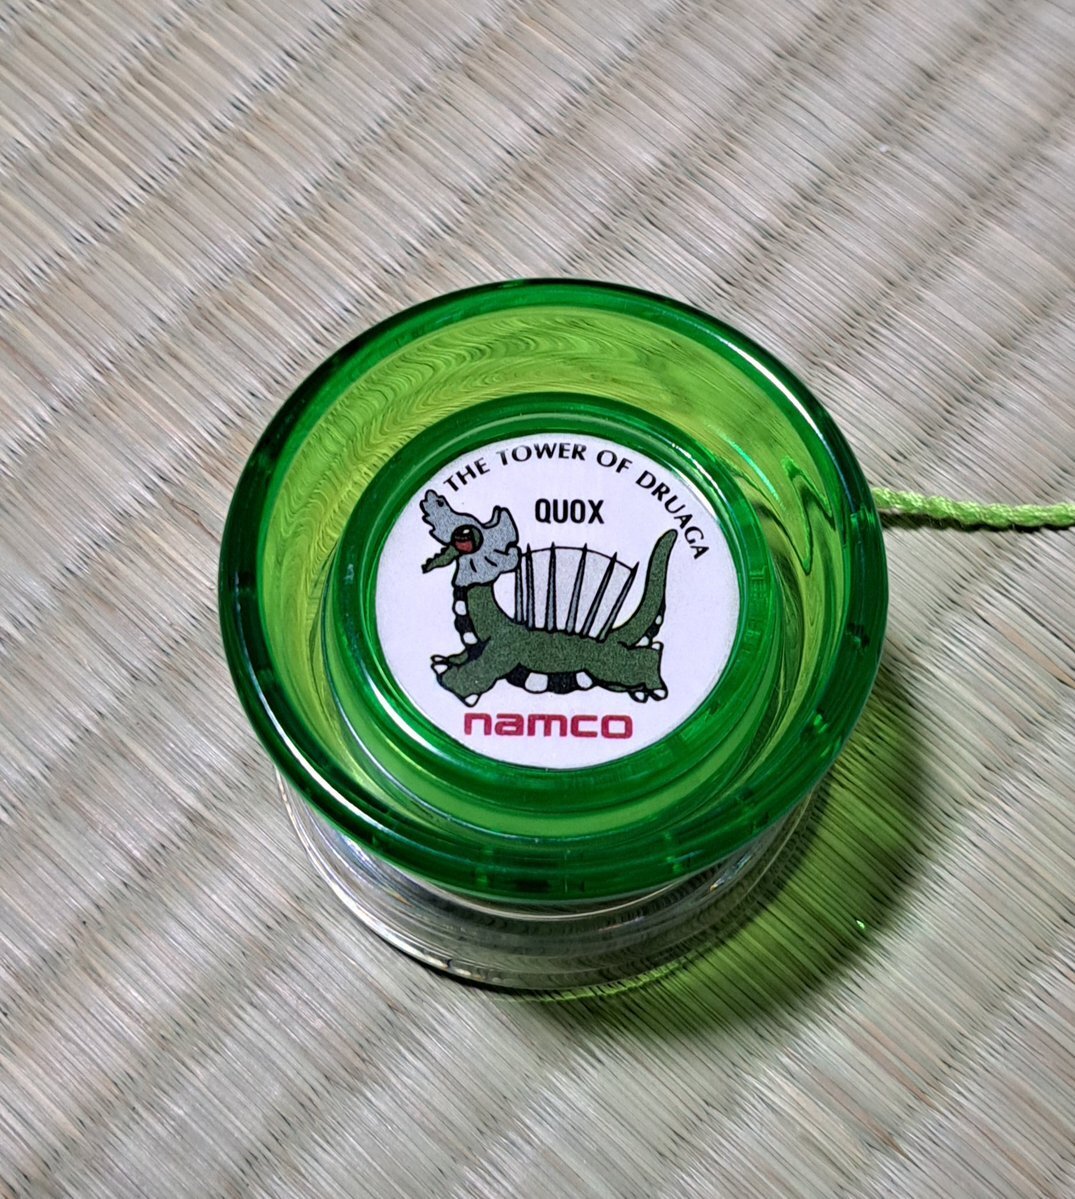 THE TOWER OF DRUAGA
QUOX
namco